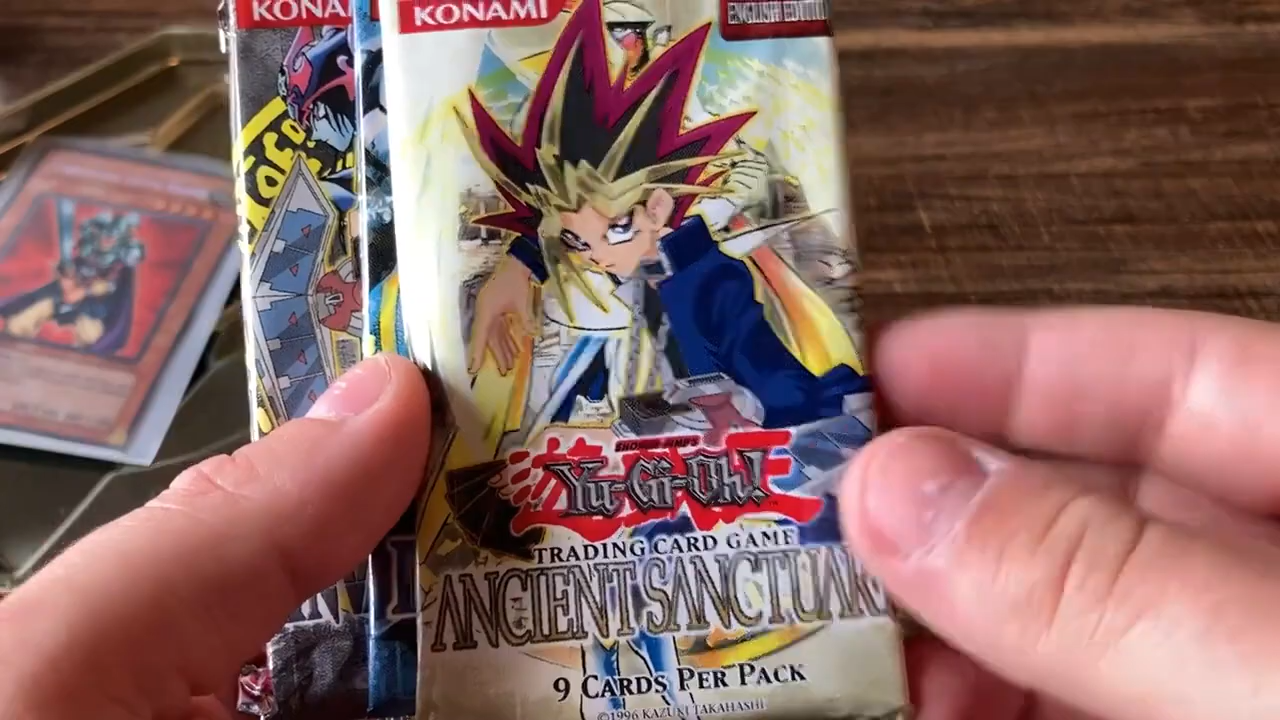 KONAMI
KONAMI
ENGLISH EDITION
SHONEN JUMP'S
Yu-Gi-Oh!
TRADING CARD GAME
ANCIENT SANCTUAR
9 CARDS PER PACK
©1996 KAZUKI TAKAHASHI